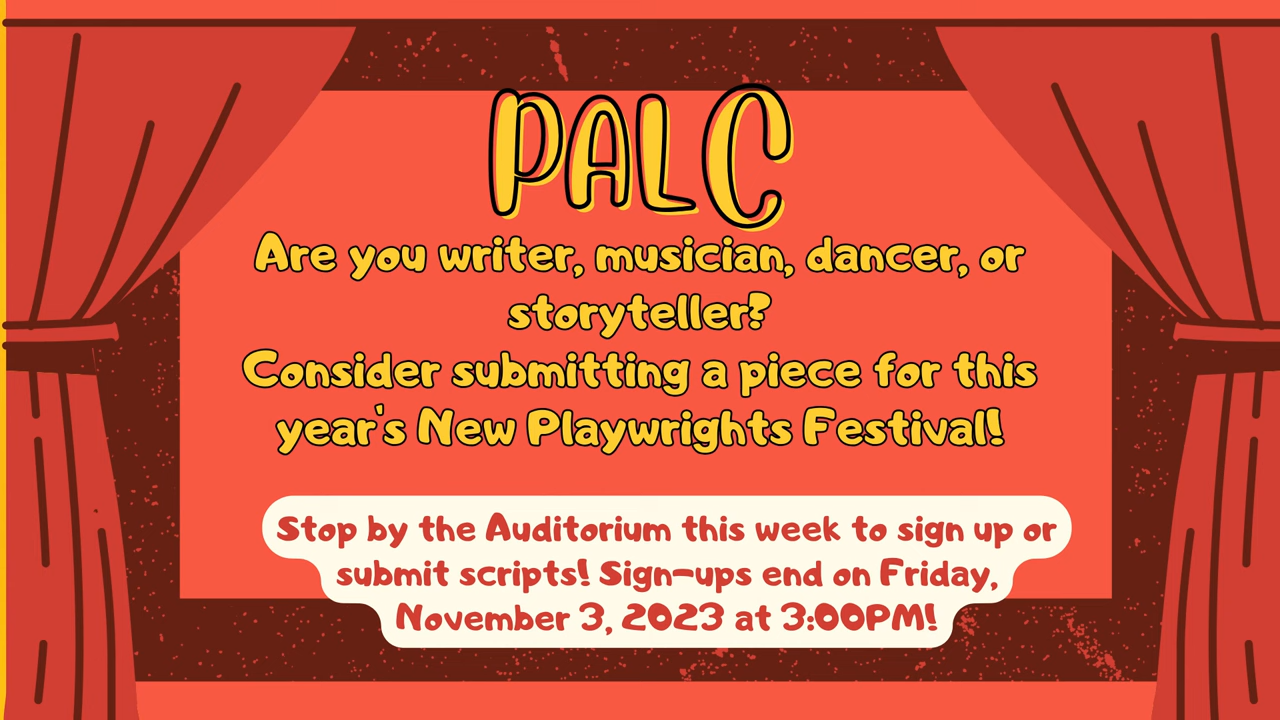 PALC
Are you writer, musician, dancer, or
storyteller?
Consider submitting a piece for this
year's New Playwrights Festival!
Stop by the Auditorium this week to sign up or
submit scripts! Sign-ups end on Friday,
November 3, 2023 at 3:00PM!